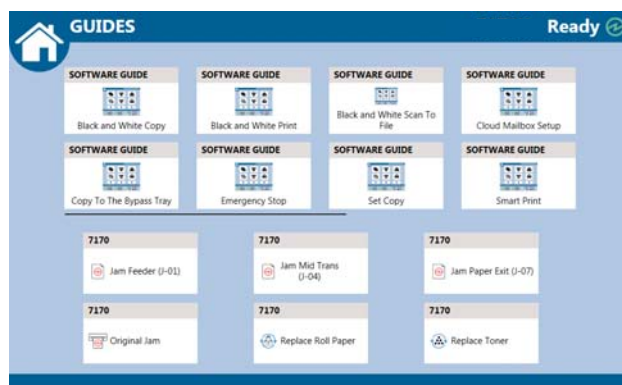 GUIDES
Ready
SOFTWARE GUIDE SOFTWARE GUIDE SOFTWARE GUIDE SOFTWARE GUIDE
Black and White Copy Black and White Print Black and White Scan To Cloud Mailbox Setup
File
SOFTWARE GUIDE SOFTWARE GUIDE SOFTWARE GUIDE SOFTWARE GUIDE
Copy To The Bypass Tray Emergency Stop Set Copy Smart Print
7170 7170 7170
Jam Feeder (J-01) Jam Mid Trans Jam Paper Exit (J-07)
(J-04)
7170 7170 7170
Original Jam Replace Roll Paper Replace Toner